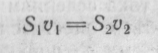 S₁v₁ = S₂v₂